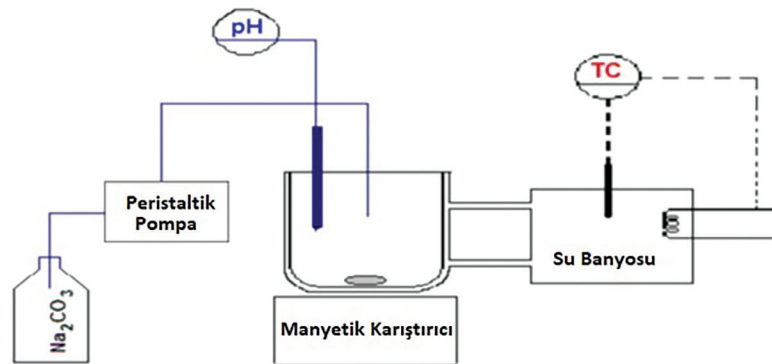 pH
TC
Peristaltik
Pompa
Su Banyosu
Na₂CO₃
Manyetik Karıştırıcı